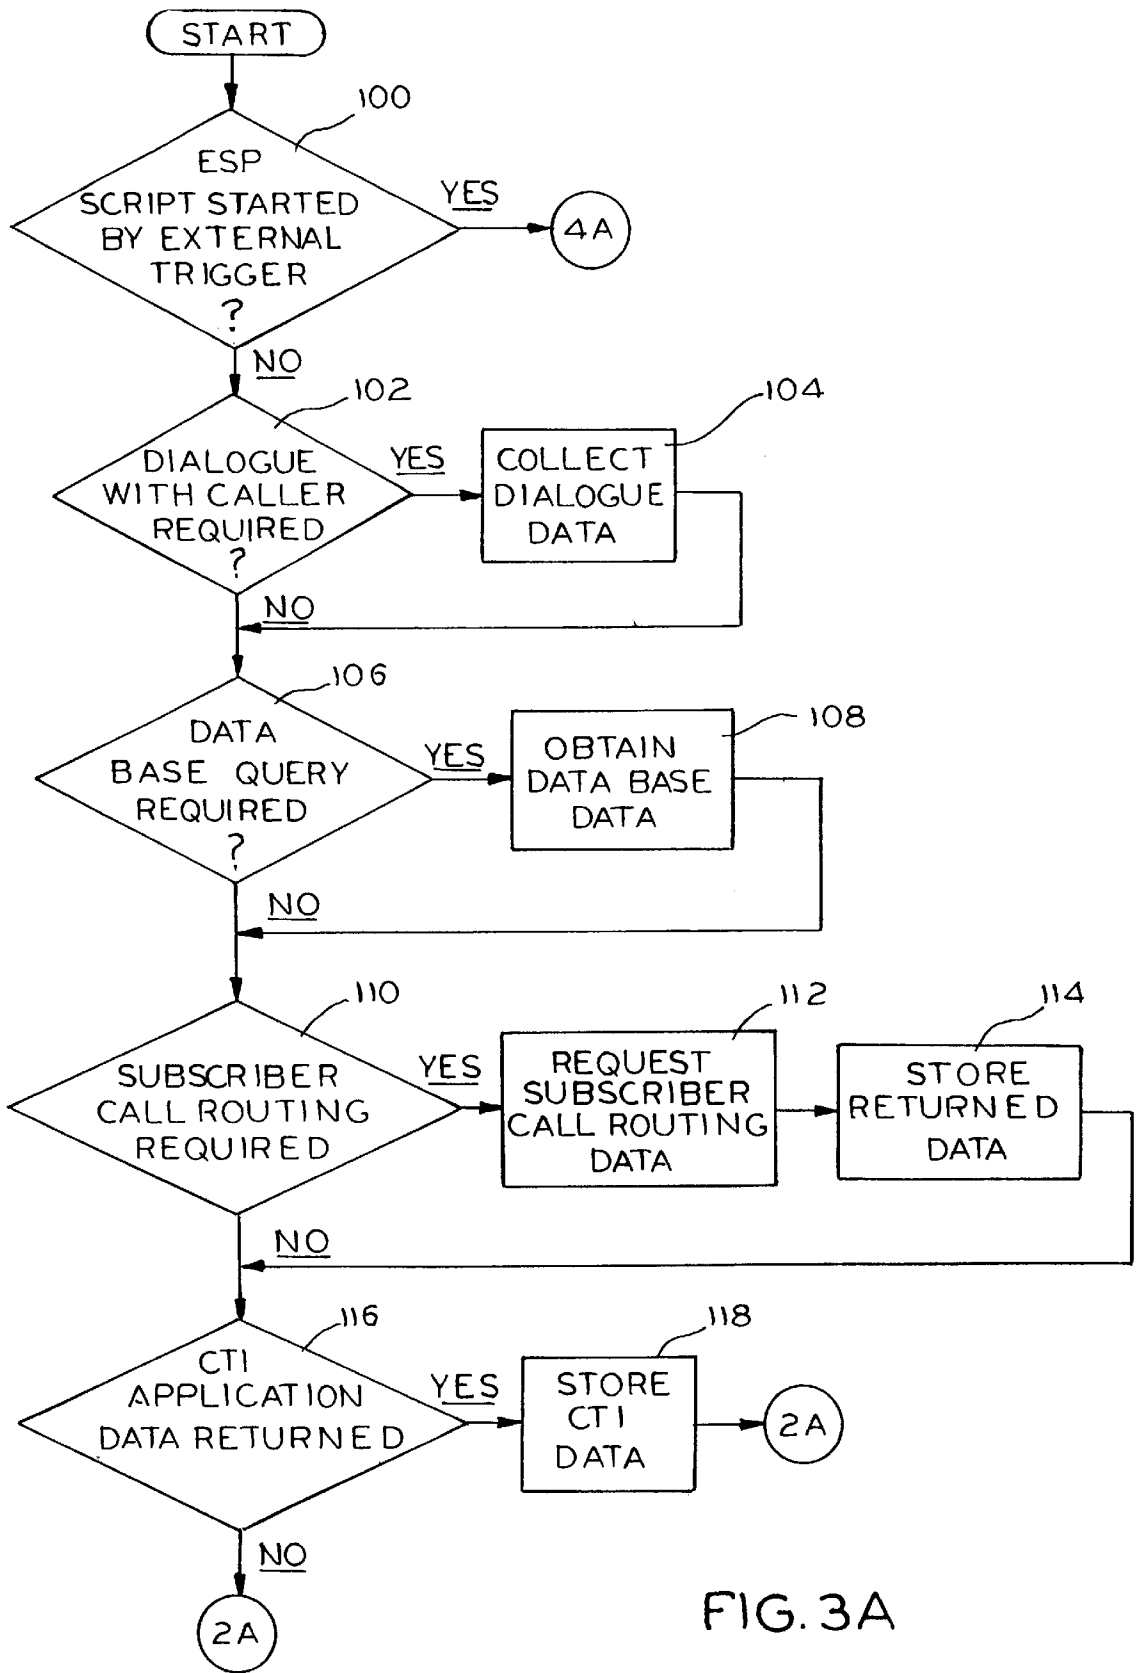 START
100
ESP
SCRIPT STARTED
BY EXTERNAL
TRIGGER
?
YES
4A
NO
102
DIALOGUE
WITH CALLER
REQUIRED
?
YES
104
COLLECT
DIALOGUE
DATA
NO
106
DATA
BASE QUERY
REQUIRED
?
YES
108
OBTAIN
DATA BASE
DATA
NO
110
SUBSCRIBER
CALL ROUTING
REQUIRED
YES
112
REQUEST
SUBSCRIBER
CALL ROUTING
DATA
114
STORE
RETURNED
DATA
NO
116
CTI
APPLICATION
DATA RETURNED
YES
118
STORE
CTI
DATA
2A
NO
2A
FIG. 3A